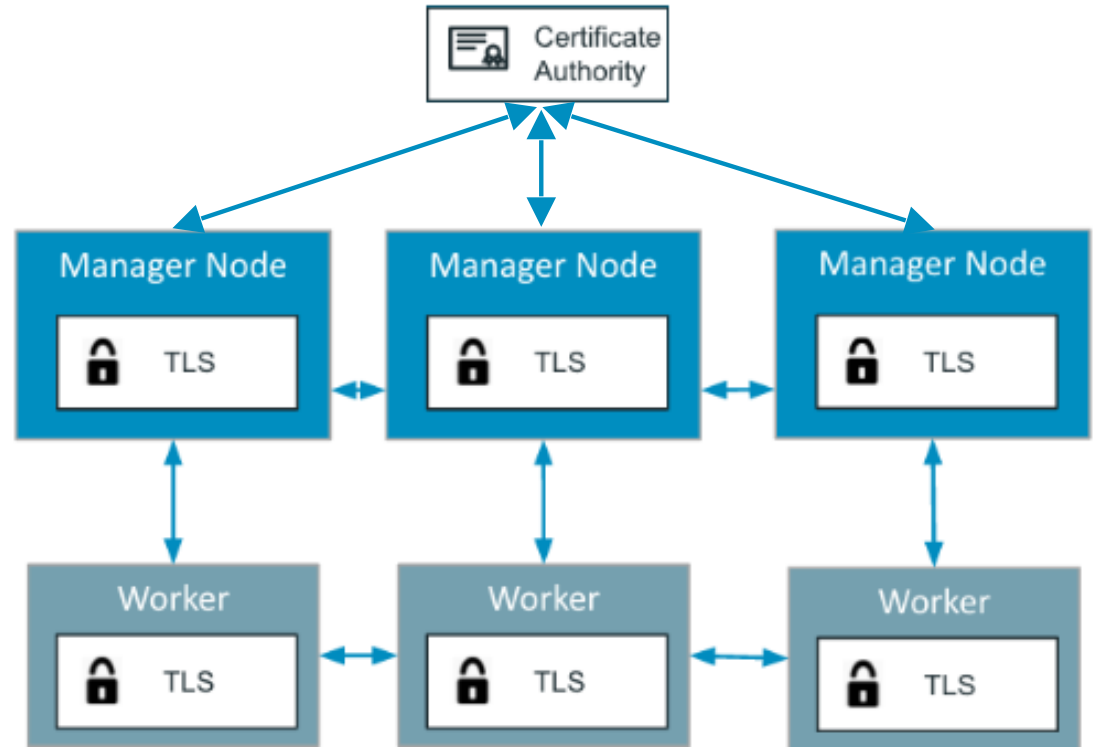 Certificate
Authority
Manager Node
Manager Node
Manager Node
TLS
TLS
TLS
Worker
Worker
Worker
TLS
TLS
TLS